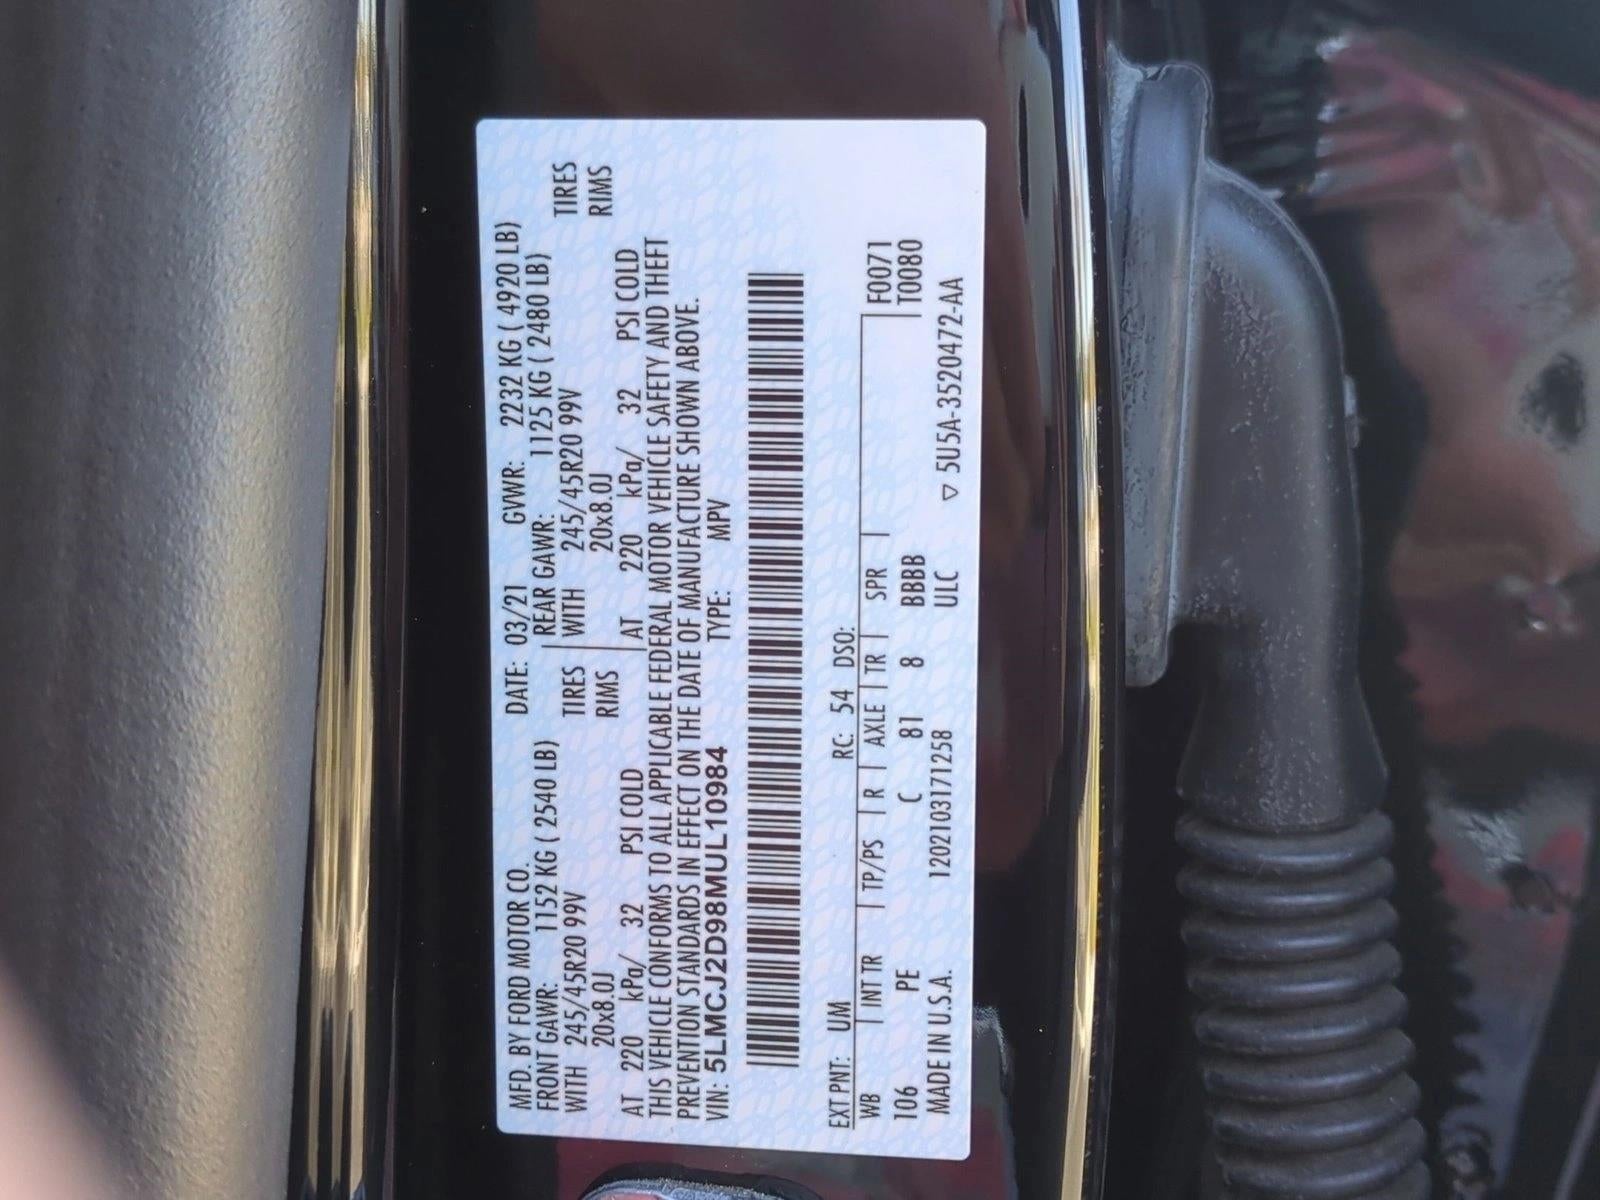 MFD. BY FORD MOTOR CO. DATE: 03/21 GVWR: 2232 KG ( 4920 LB)
FRONT GAWR: 1152 KG ( 2540 LB) REAR GAWR: 1125 KG ( 2480 LB)
WITH 245/45R20 99V TIRES WITH 245/45R20 99V TIRES
20x8.0J RIMS 20x8.0J RIMS
AT 220 kPa/ 32 PSI COLD AT 220 kPa/ 32 PSI COLD
THIS VEHICLE CONFORMS TO ALL APPLICABLE FEDERAL MOTOR VEHICLE SAFETY AND THEFT
PREVENTION STANDARDS IN EFFECT ON THE DATE OF MANUFACTURE SHOWN ABOVE.
VIN: 5LMCJ2D98MUL10984 TYPE: MPV
EXT PNT: UM RC: 54 DSO:
WB INT TR TP/PS R AXLE TR SPR F0071
106 PE C 81 8 BBBB T0080
MADE IN U.S.A. 1202103171258 ULC ▽ 5U5A-3520472-AA